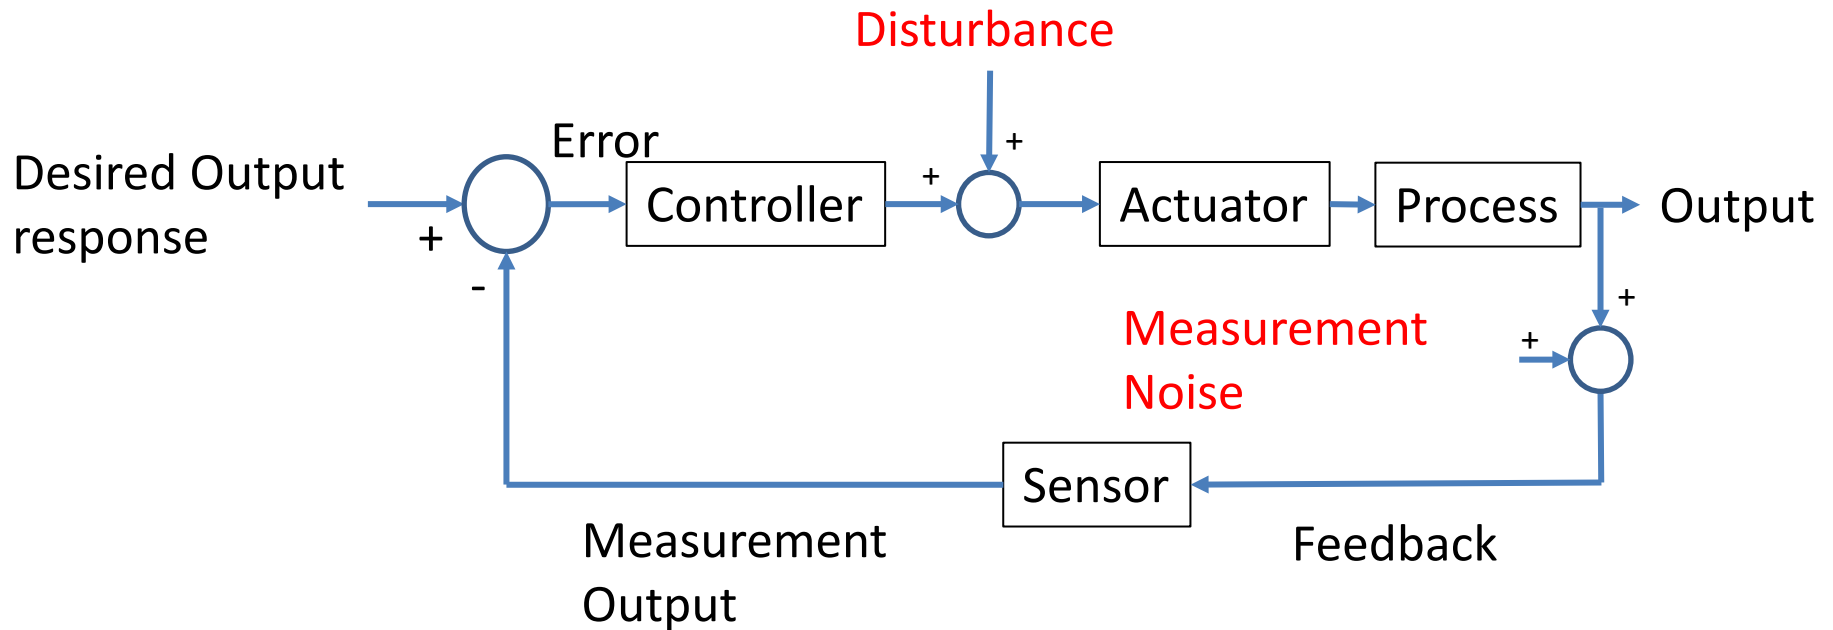 Disturbance
Error
+
Desired Output
response
+
-
Controller
+
Actuator
Process
Output
+
Measurement
Noise
+
Sensor
Measurement
Output
Feedback